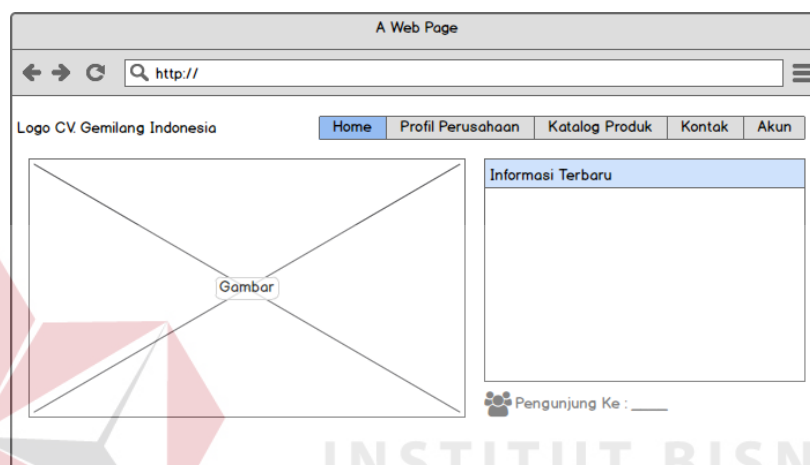 A Web Page
http://
Logo CV. Gemilang Indonesia
Home Profil Perusahaan Katalog Produk Kontak Akun
Informasi Terbaru
Gambar
Pengunjung Ke : ____
INSTITUT BISN